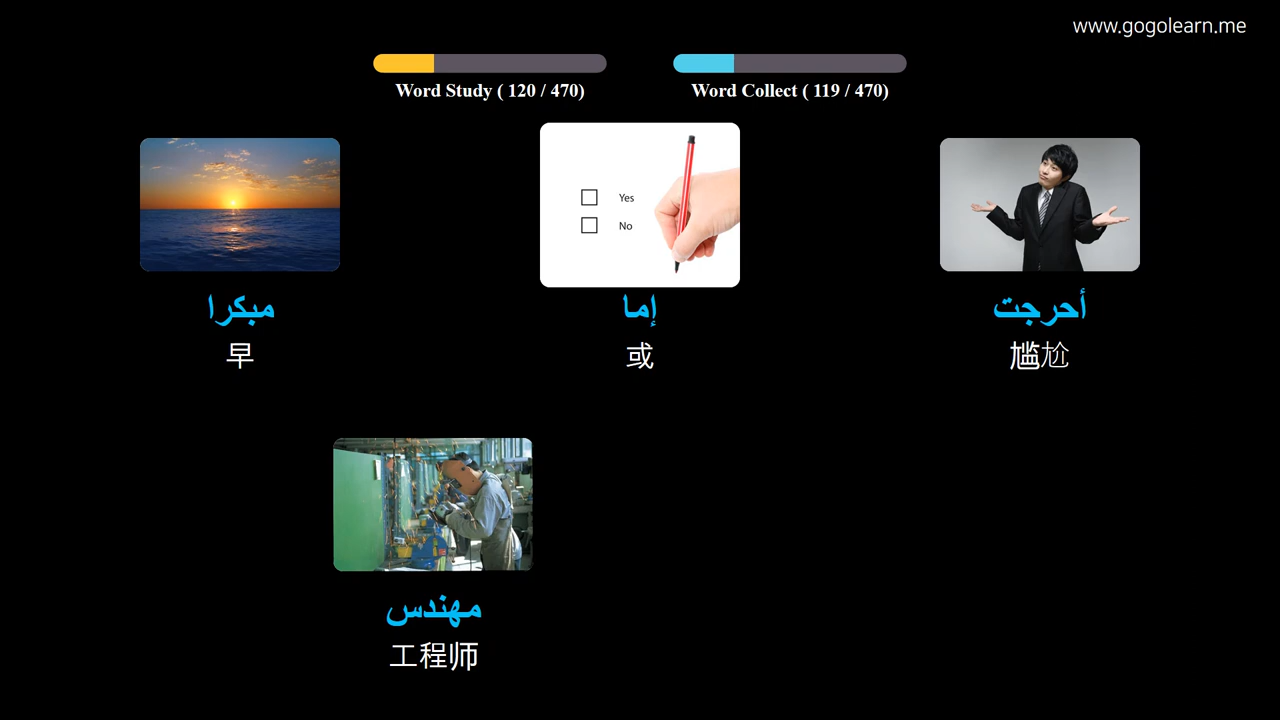 www.gogolearn.me
Word Study ( 120 / 470)
Word Collect ( 119 / 470)
Yes
No
مبكرا
早
إما
或
أحرجت
尴尬
مهندس
工程师